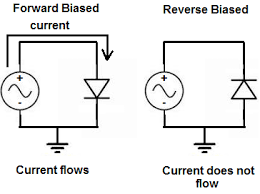 Forward Biased
current
+
-
Current flows
Reverse Biased
+
-
Current does not
flow